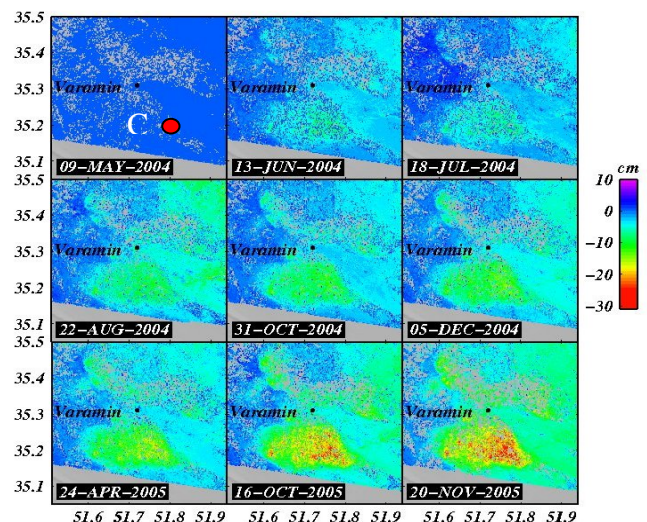 35.5
35.4
35.3
35.2
35.1
Varamin
C
09-MAY-2004
Varamin
13-JUN-2004
Varamin
18-JUL-2004
cm
10
0
-10
-20
-30
35.5
35.4
35.3
35.2
35.1
Varamin
22-AUG-2004
Varamin
31-OCT-2004
Varamin
05-DEC-2004
35.5
35.4
35.3
35.2
35.1
Varamin
24-APR-2005
Varamin
16-OCT-2005
Varamin
20-NOV-2005
51.6 51.7 51.8 51.9 51.6 51.7 51.8 51.9 51.6 51.7 51.8 51.9